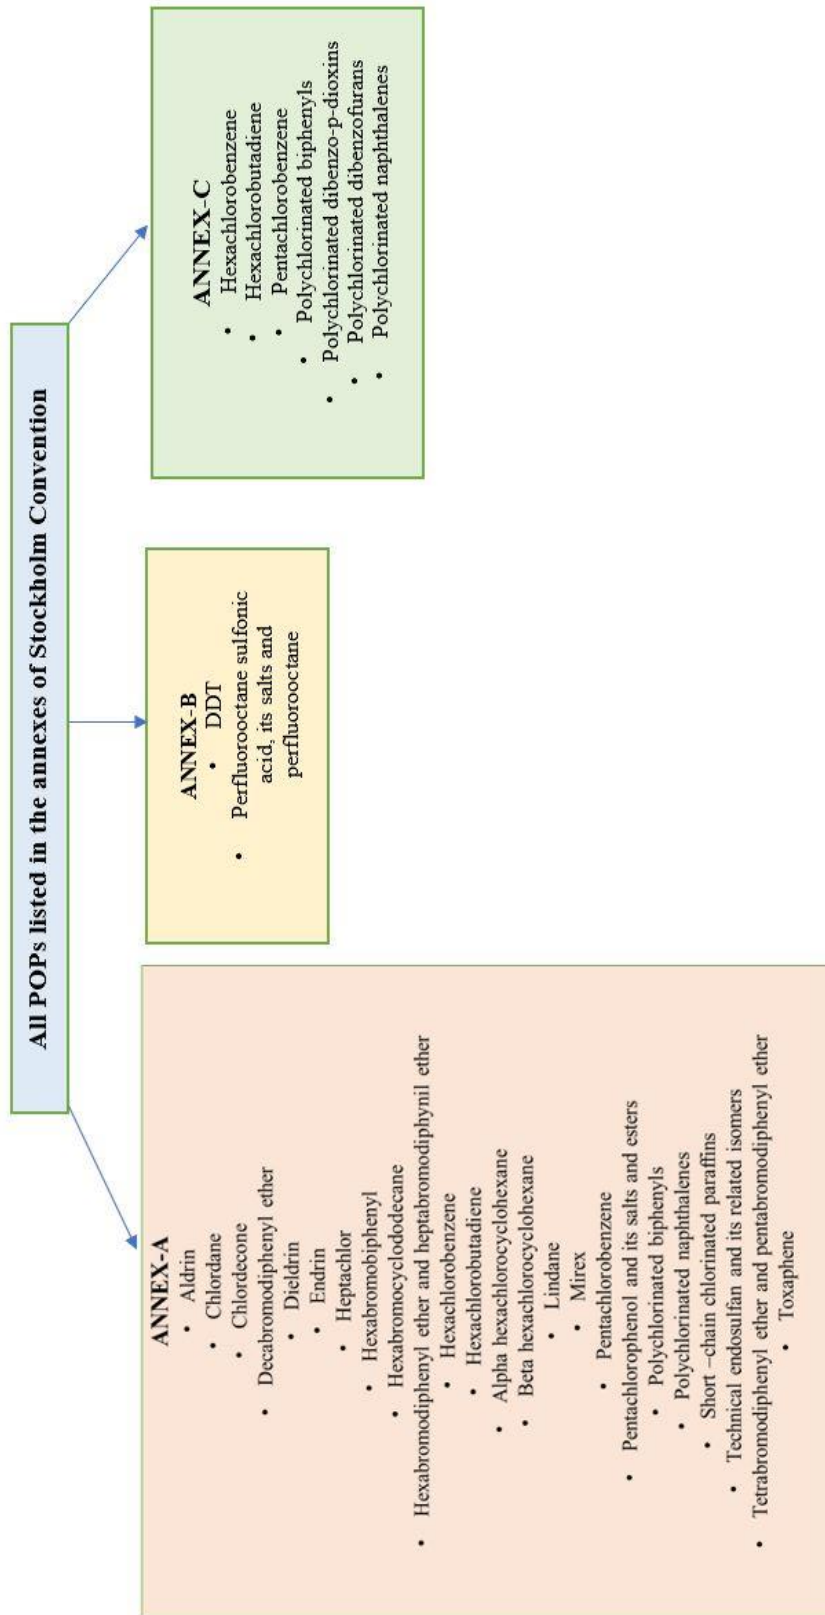 All POPs listed in the annexes of Stockholm Convention
ANNEX-A
• Aldrin
• Chlordane
• Chlordecone
• Decabromodiphenyl ether
• Dieldrin
• Endrin
• Heptachlor
• Hexabromobiphenyl
• Hexabromocyclododecane
• Hexabromodiphenyl ether and heptabromodiphynil ether
• Hexachlorobenzene
• Hexachlorobutadiene
• Alpha hexachlorocyclohexane
• Beta hexachlorocyclohexane
• Lindane
• Mirex
• Pentachlorobenzene
• Pentachlorophenol and its salts and esters
• Polychlorinated biphenyls
• Polychlorinated naphthalenes
• Short –chain chlorinated paraffins
• Technical endosulfan and its related isomers
• Tetrabromodiphenyl ether and pentabromodiphenyl ether
• Toxaphene
ANNEX-B
• DDT
• Perfluorooctane sulfonic
acid, its salts and
perfluorooctane
ANNEX-C
• Hexachlorobenzene
• Hexachlorobutadiene
• Pentachlorobenzene
• Polychlorinated biphenyls
• Polychlorinated dibenzo-p-dioxins
• Polychlorinated dibenzofurans
• Polychlorinated naphthalenes